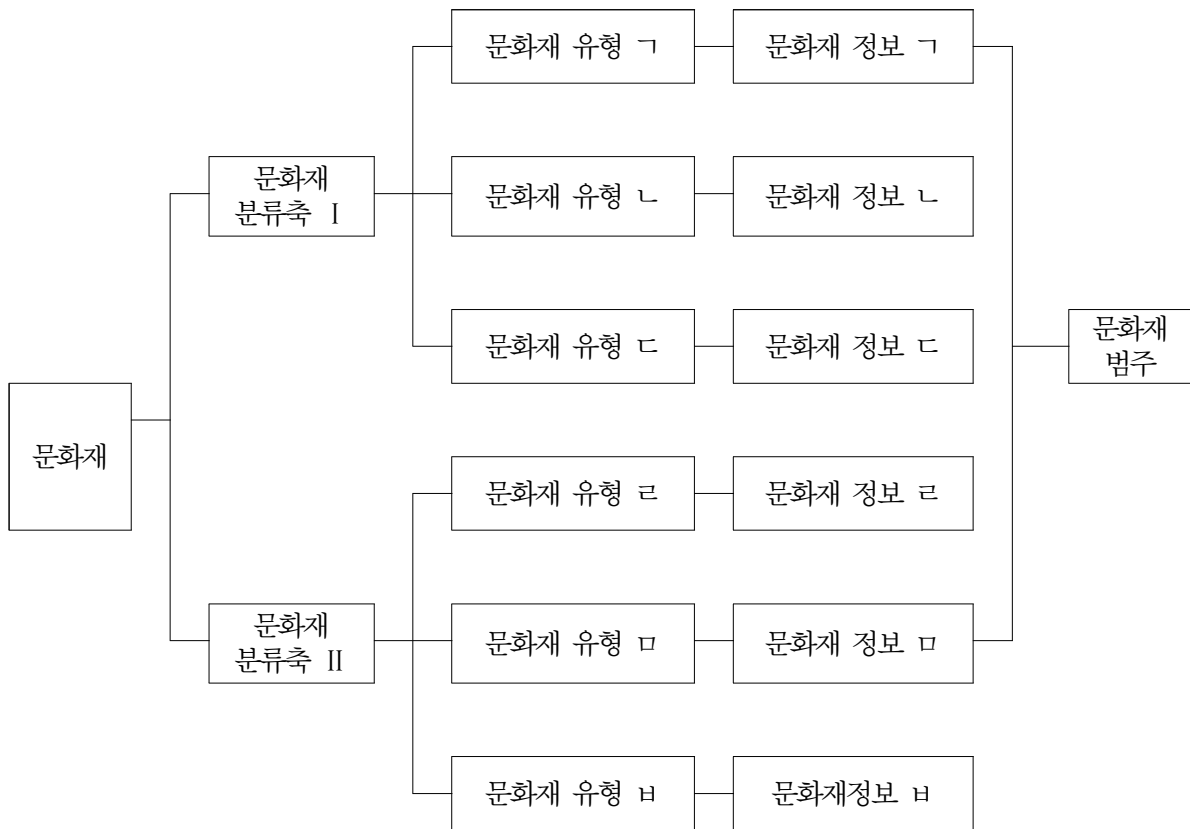 문화재 유형 ㄱ
문화재 정보 ㄱ
문화재
분류축 Ⅰ
문화재 유형 ㄴ
문화재 정보 ㄴ
문화재 유형 ㄷ
문화재 정보 ㄷ
문화재
범주
문화재
문화재 유형 ㄹ
문화재 정보 ㄹ
문화재
분류축 Ⅱ
문화재 유형 ㅁ
문화재 정보 ㅁ
문화재 유형 ㅂ
문화재정보 ㅂ